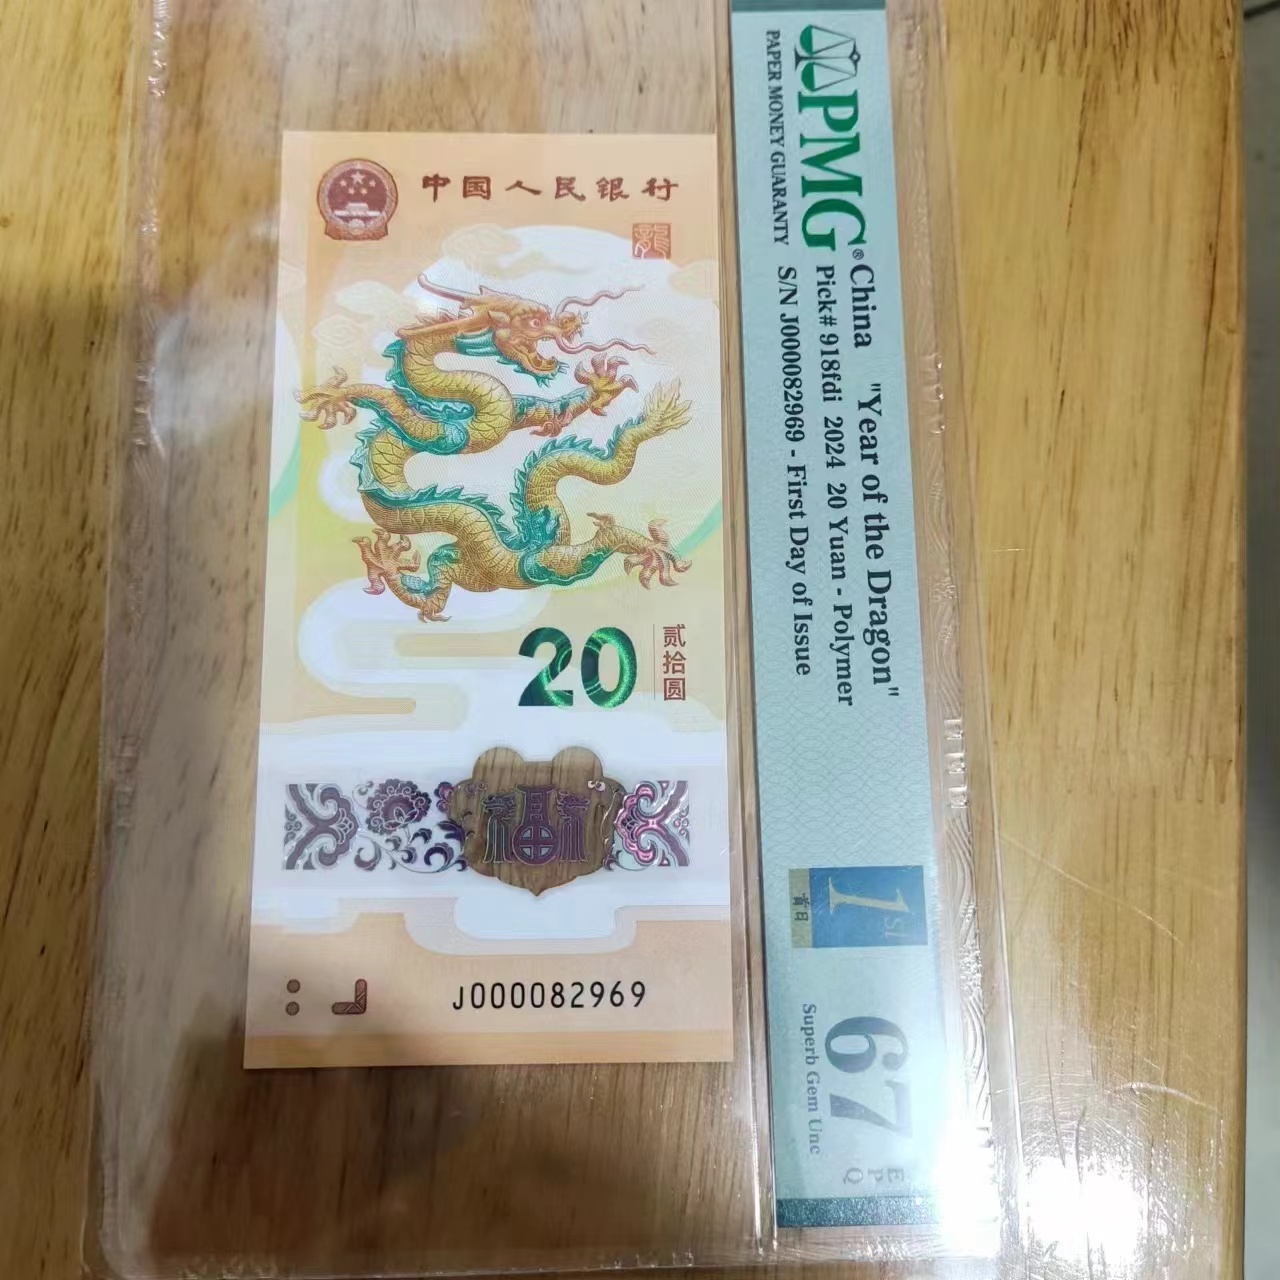 中国人民银行
龍
20
贰拾圆
福
J000082969
PMG®
PAPER MONEY GUARANTY
China "Year of the Dragon"
Pick# 918fdi 2024 20 Yuan - Polymer
S/N J000082969 - First Day of Issue
1st
首日
67
EPQ
Superb Gem Unc